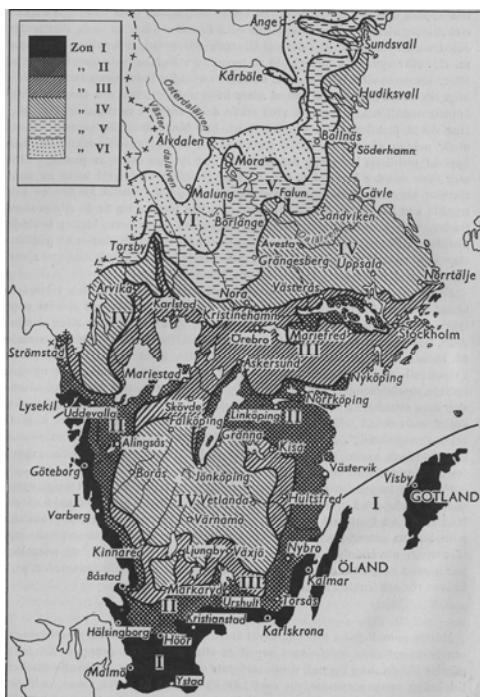 Zon I
„ II
„ III
„ IV
„ V
„ VI
Ånge
Sundsvall
V
Kårböle
Hudiksvall
Österdalälven
Väster
dalälven
Älvdalen
Bollnäs
Söderhamn
Mora
Malung
V
Falun
Gävle
VI
Borlänge
Sandviken
Dalälven
Torsby
Avesta
IV
Grängesberg
Uppsala
Västerås
Norrtälje
Arvika
Nora
Karlstad
Kristinehamn
IV
Örebro
Mariefred
Stockholm
III
Strömstad
Askersund
Mariestad
Nyköping
Lysekil
Skövde
Norrköping
Uddevalla
Falköping
Linköping
II
II
Gränna
Alingsås
Kisa
Göteborg
Borås
Jönköping
Västervik
Visby
I
IV
Vetlanda
Hultsfred
I
GOTLAND
Varberg
Värnamo
Kinnared
Ljungby
Växjö
Nybro
ÖLAND
Båstad
III
Kalmar
Markaryd
II
Urshult
Torsås
Kristianstad
Hälsingborg
Höör
Karlskrona
I
Malmö
Ystad